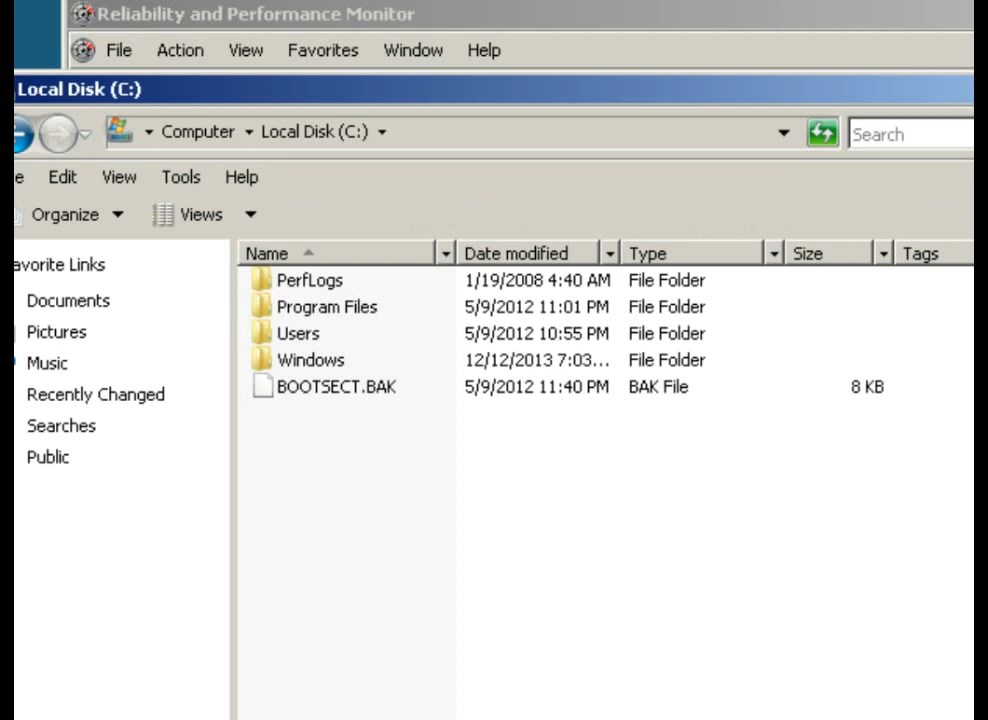 Reliability and Performance Monitor
File Action View Favorites Window Help
Local Disk (C:)
Computer Local Disk (C:) Search
e Edit View Tools Help
Organize Views
avorite Links
Documents
Pictures
Music
Recently Changed
Searches
Public
Name Date modified Type Size Tags
PerfLogs 1/19/2008 4:40 AM File Folder
Program Files 5/9/2012 11:01 PM File Folder
Users 5/9/2012 10:55 PM File Folder
Windows 12/12/2013 7:03... File Folder
BOOTSECT.BAK 5/9/2012 11:40 PM BAK File 8 KB